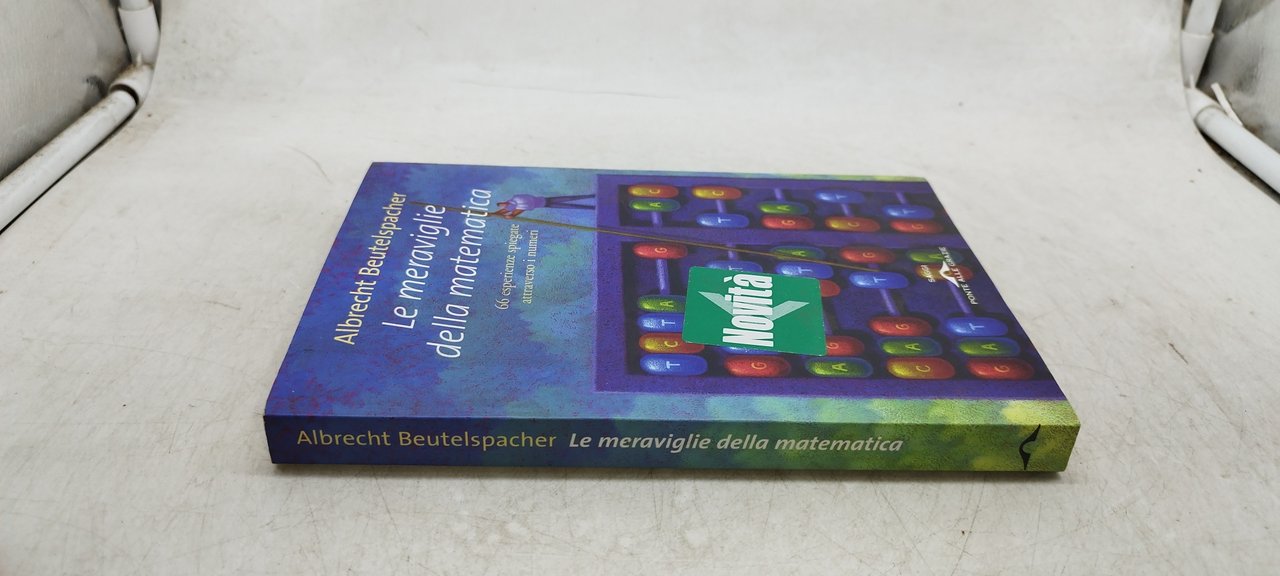 Albrecht Beutelspacher
Le meraviglie
della matematica
66 esperienze spiegate
attraverso i numeri
Novità
SAGGI
PONTE ALLE GRAZIE
Albrecht Beutelspacher Le meraviglie della matematica